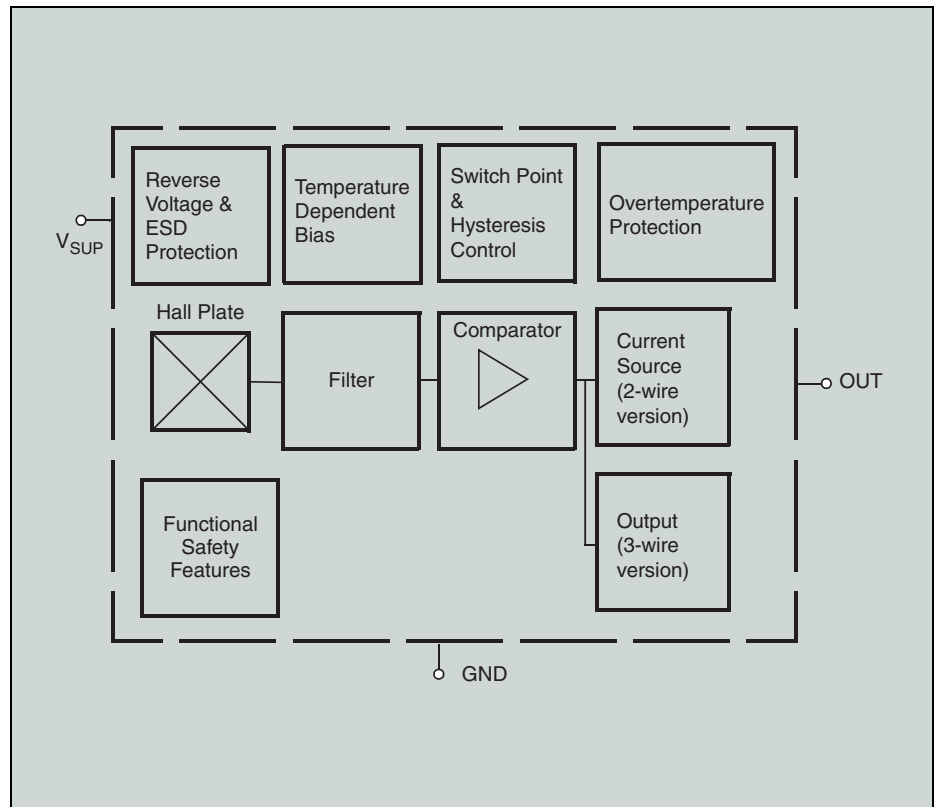 Reverse
Voltage &
ESD
Protection
Temperature
Dependent
Bias
Switch Point
&
Hysteresis
Control
Overtemperature
Protection
VSUP
Hall Plate
Filter
Comparator
Current
Source
(2-wire
version)
OUT
Functional
Safety
Features
Output
(3-wire
version)
GND